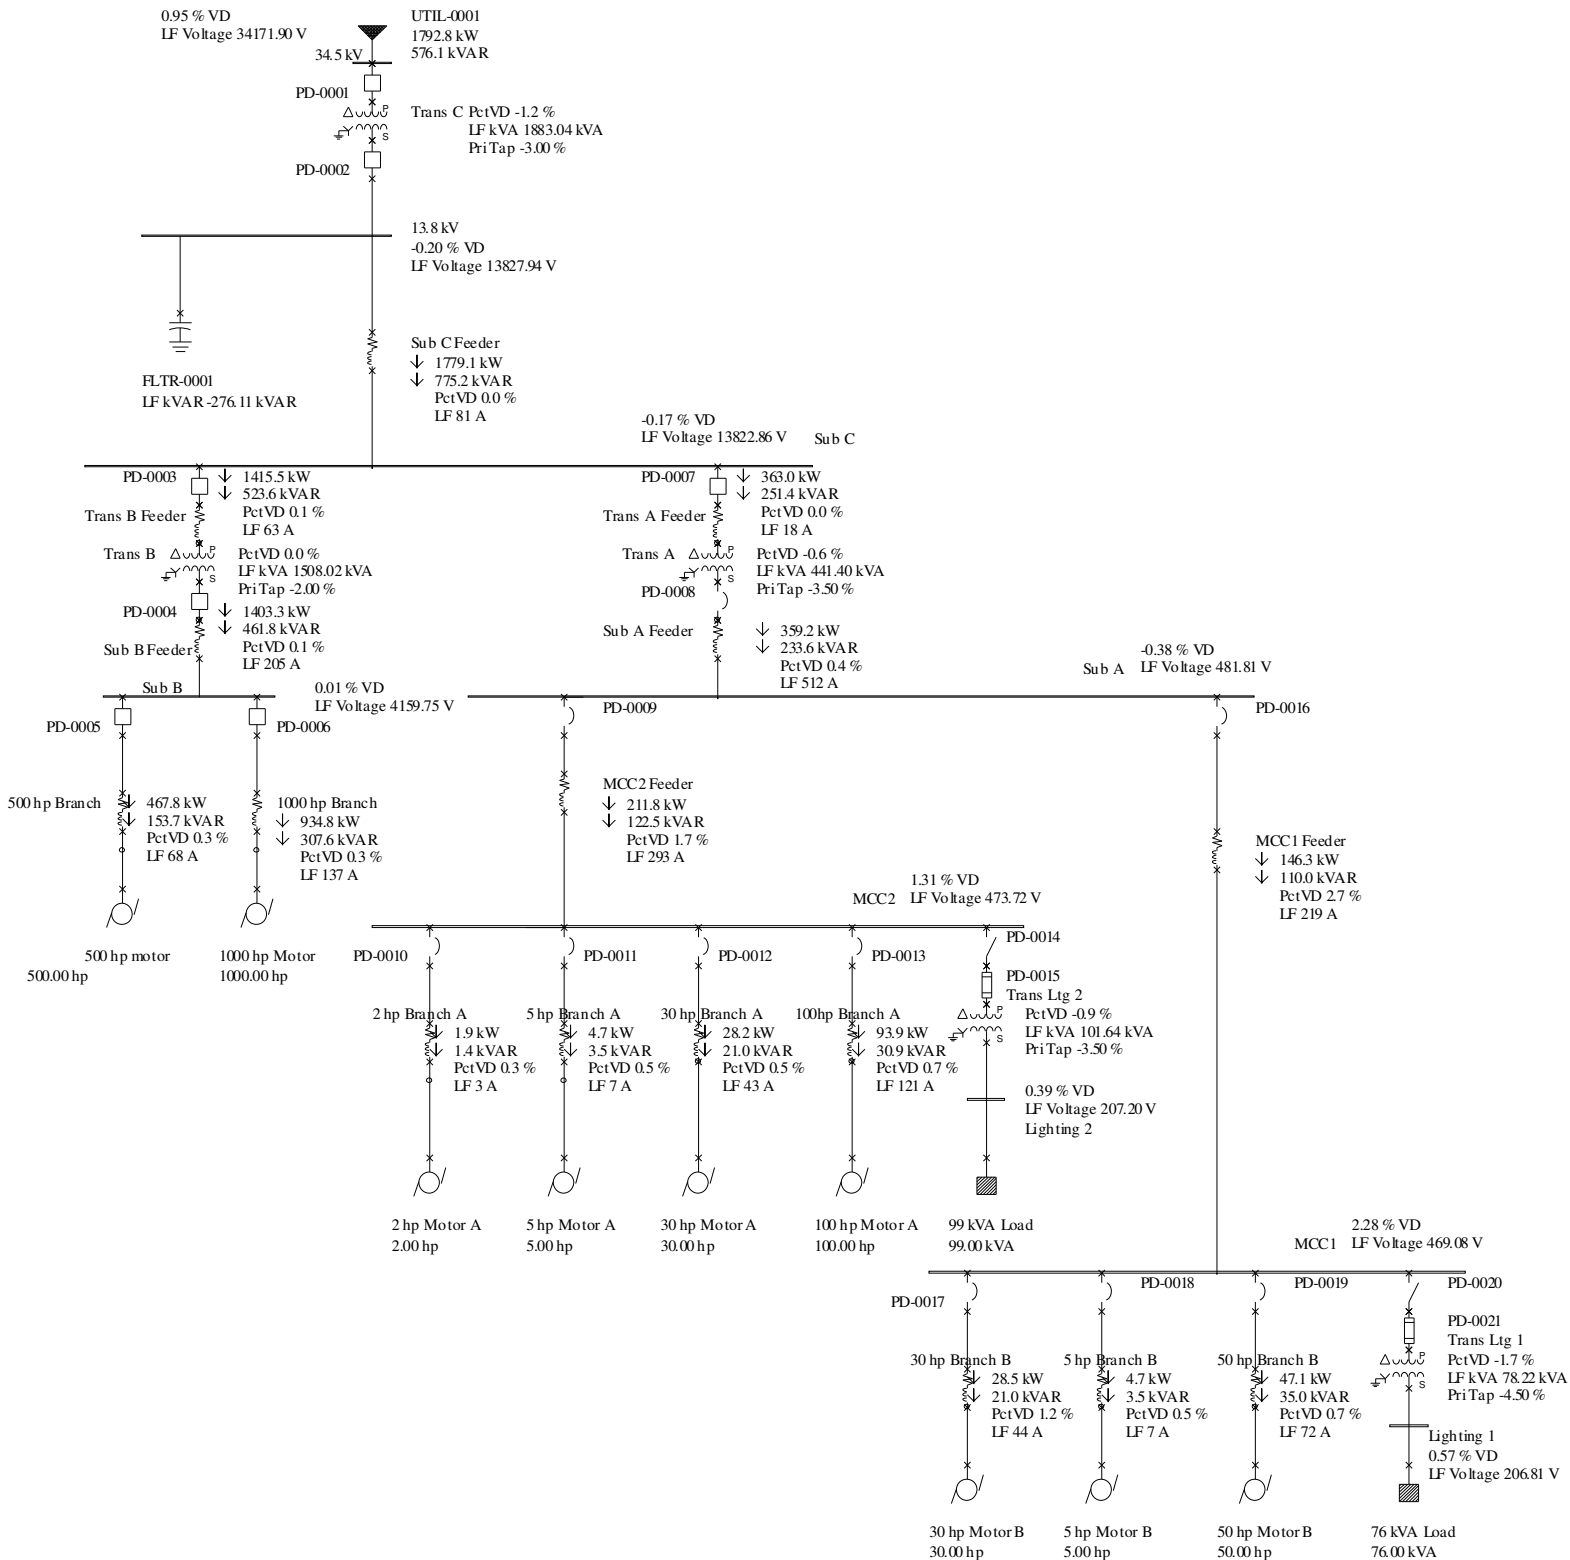 0.95 % VD
LF Voltage 34171.90 V
UTIL-0001
1792.8 kW
576.1 kVAR
34.5 kV
PD-0001
P
S
Trans C PctVD -1.2 %
LF kVA 1883.04 kVA
Pri Tap -3.00 %
PD-0002
13.8 kV
-0.20 % VD
LF Voltage 13827.94 V
FLTR-0001
LF kVAR -276.11 kVAR
Sub C Feeder
1779.1 kW
775.2 kVAR
PctVD 0.0 %
LF 81 A
-0.17 % VD
LF Voltage 13822.86 V
Sub C
PD-0003
1415.5 kW
523.6 kVAR
PctVD 0.1 %
LF 63 A
Trans B Feeder
Trans B
P
S
PctVD 0.0 %
LF kVA 1508.02 kVA
Pri Tap -2.00 %
PD-0004
1403.3 kW
461.8 kVAR
PctVD 0.1 %
LF 205 A
Sub B Feeder
PD-0007
363.0 kW
251.4 kVAR
PctVD 0.0 %
LF 18 A
Trans A Feeder
Trans A
P
S
PctVD -0.6 %
LF kVA 441.40 kVA
Pri Tap -3.50 %
PD-0008
Sub A Feeder
359.2 kW
233.6 kVAR
PctVD 0.4 %
LF 512 A
Sub B
0.01 % VD
LF Voltage 4159.75 V
Sub A
-0.38 % VD
LF Voltage 481.81 V
PD-0005
PD-0006
PD-0009
PD-0016
500 hp Branch
467.8 kW
153.7 kVAR
PctVD 0.3 %
LF 68 A
1000 hp Branch
934.8 kW
307.6 kVAR
PctVD 0.3 %
LF 137 A
500 hp motor
500.00 hp
1000 hp Motor
1000.00 hp
MCC2 Feeder
211.8 kW
122.5 kVAR
PctVD 1.7 %
LF 293 A
MCC1 Feeder
146.3 kW
110.0 kVAR
PctVD 2.7 %
LF 219 A
MCC2
1.31 % VD
LF Voltage 473.72 V
PD-0010
PD-0011
PD-0012
PD-0013
PD-0014
PD-0015
Trans Ltg 2
P
S
PctVD -0.9 %
LF kVA 101.64 kVA
Pri Tap -3.50 %
2 hp Branch A
1.9 kW
1.4 kVAR
PctVD 0.3 %
LF 3 A
5 hp Branch A
4.7 kW
3.5 kVAR
PctVD 0.5 %
LF 7 A
30 hp Branch A
28.2 kW
21.0 kVAR
PctVD 0.5 %
LF 43 A
100hp Branch A
93.9 kW
30.9 kVAR
PctVD 0.7 %
LF 121 A
0.39 % VD
LF Voltage 207.20 V
Lighting 2
2 hp Motor A
2.00 hp
5 hp Motor A
5.00 hp
30 hp Motor A
30.00 hp
100 hp Motor A
100.00 hp
99 kVA Load
99.00 kVA
MCC1
2.28 % VD
LF Voltage 469.08 V
PD-0017
PD-0018
PD-0019
PD-0020
PD-0021
Trans Ltg 1
P
S
PctVD -1.7 %
LF kVA 78.22 kVA
Pri Tap -4.50 %
30 hp Branch B
28.5 kW
21.0 kVAR
PctVD 1.2 %
LF 44 A
5 hp Branch B
4.7 kW
3.5 kVAR
PctVD 0.5 %
LF 7 A
50 hp Branch B
47.1 kW
35.0 kVAR
PctVD 0.7 %
LF 72 A
Lighting 1
0.57 % VD
LF Voltage 206.81 V
30 hp Motor B
30.00 hp
5 hp Motor B
5.00 hp
50 hp Motor B
50.00 hp
76 kVA Load
76.00 kVA